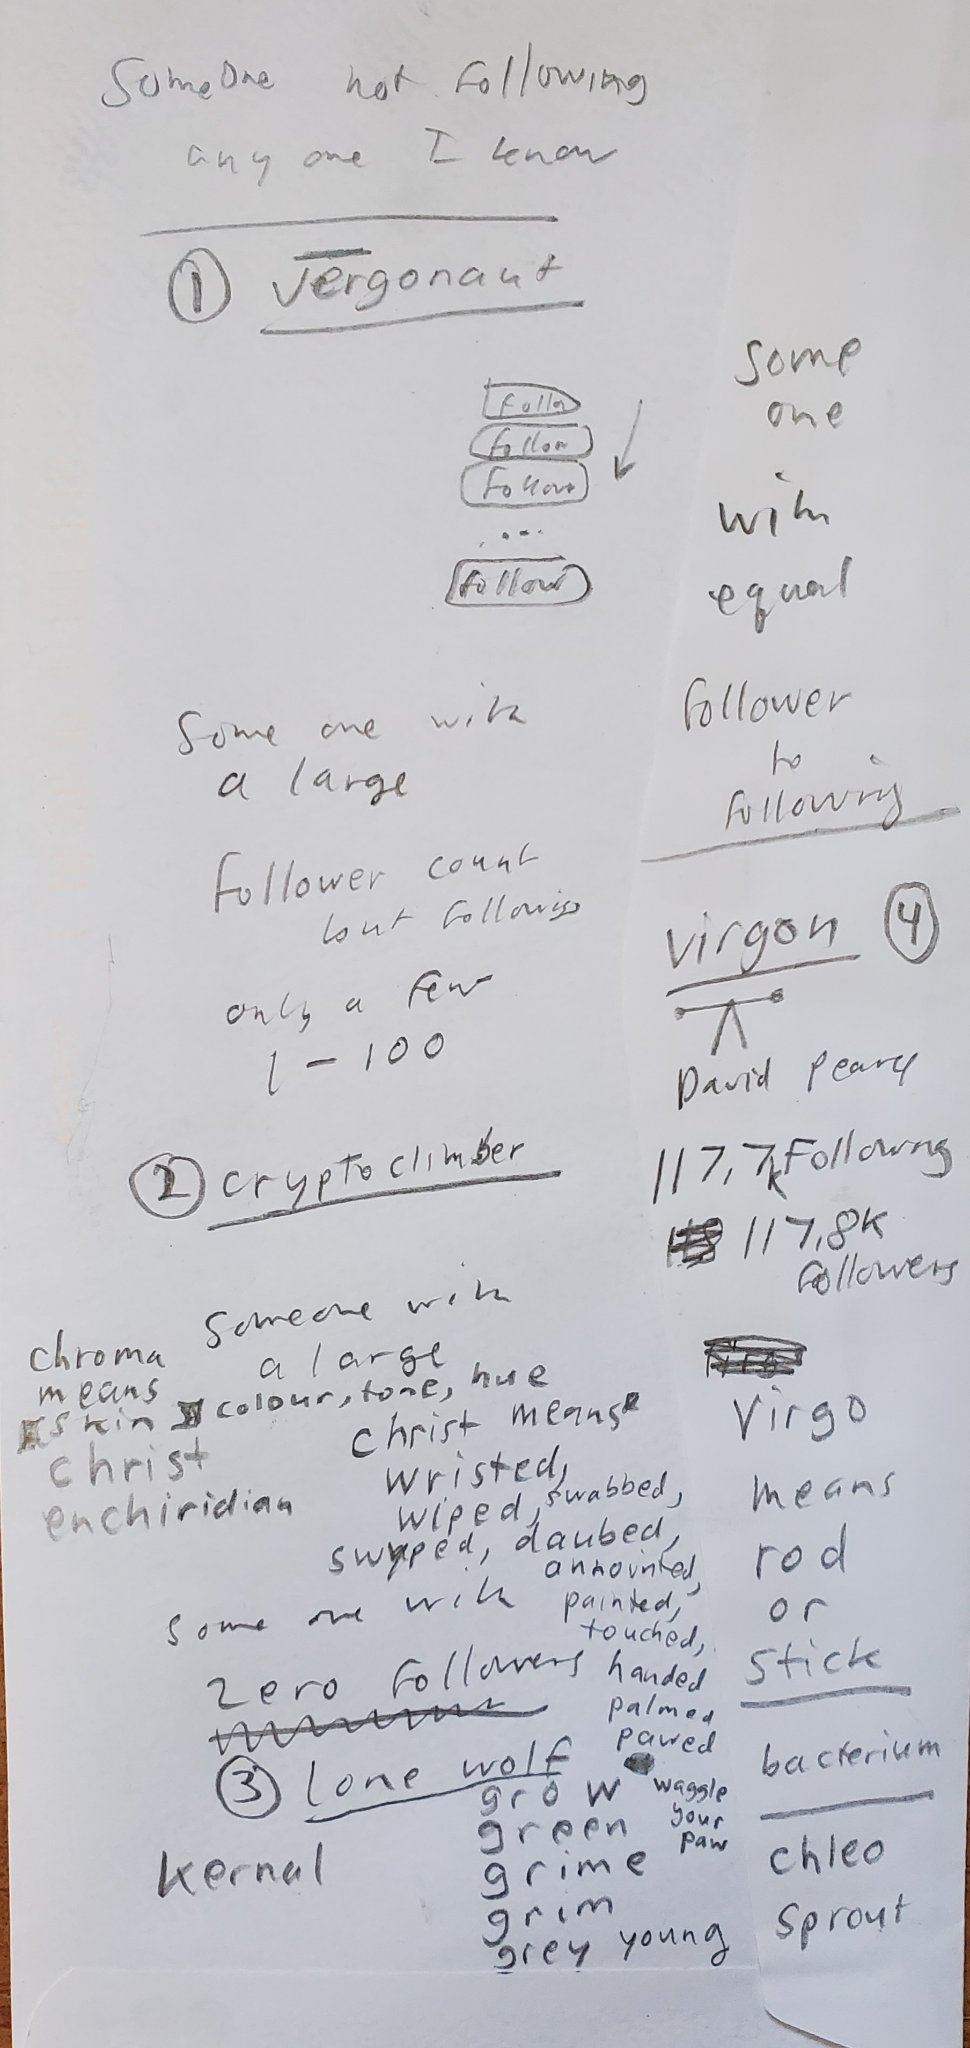 Someone not following
any one I know
① Vergonaut
Follo
Follow
Follow
...
Follow
Some one with
a large
Follower count
but following
only a few
1 - 100
② cryptoclimber
Someone with
a large
Some one with
Zero Followers
③ lone wolf
some
one
with
equal
follower
to
following
virgon ④
David Pearce
117,7k Following
117,8k
Followers
Virgo
means
rod
or
stick
bacterium
chleo
sprout
chroma
means
skin colour, tone, hue
christ
enchiridian
christ means
wristed,
wiped, swabbed,
swyped, daubed,
annointed,
painted,
touched,
handed
palmed
pawed
waggle
your
paw
grow
green
grime
grim
grey young
kernal